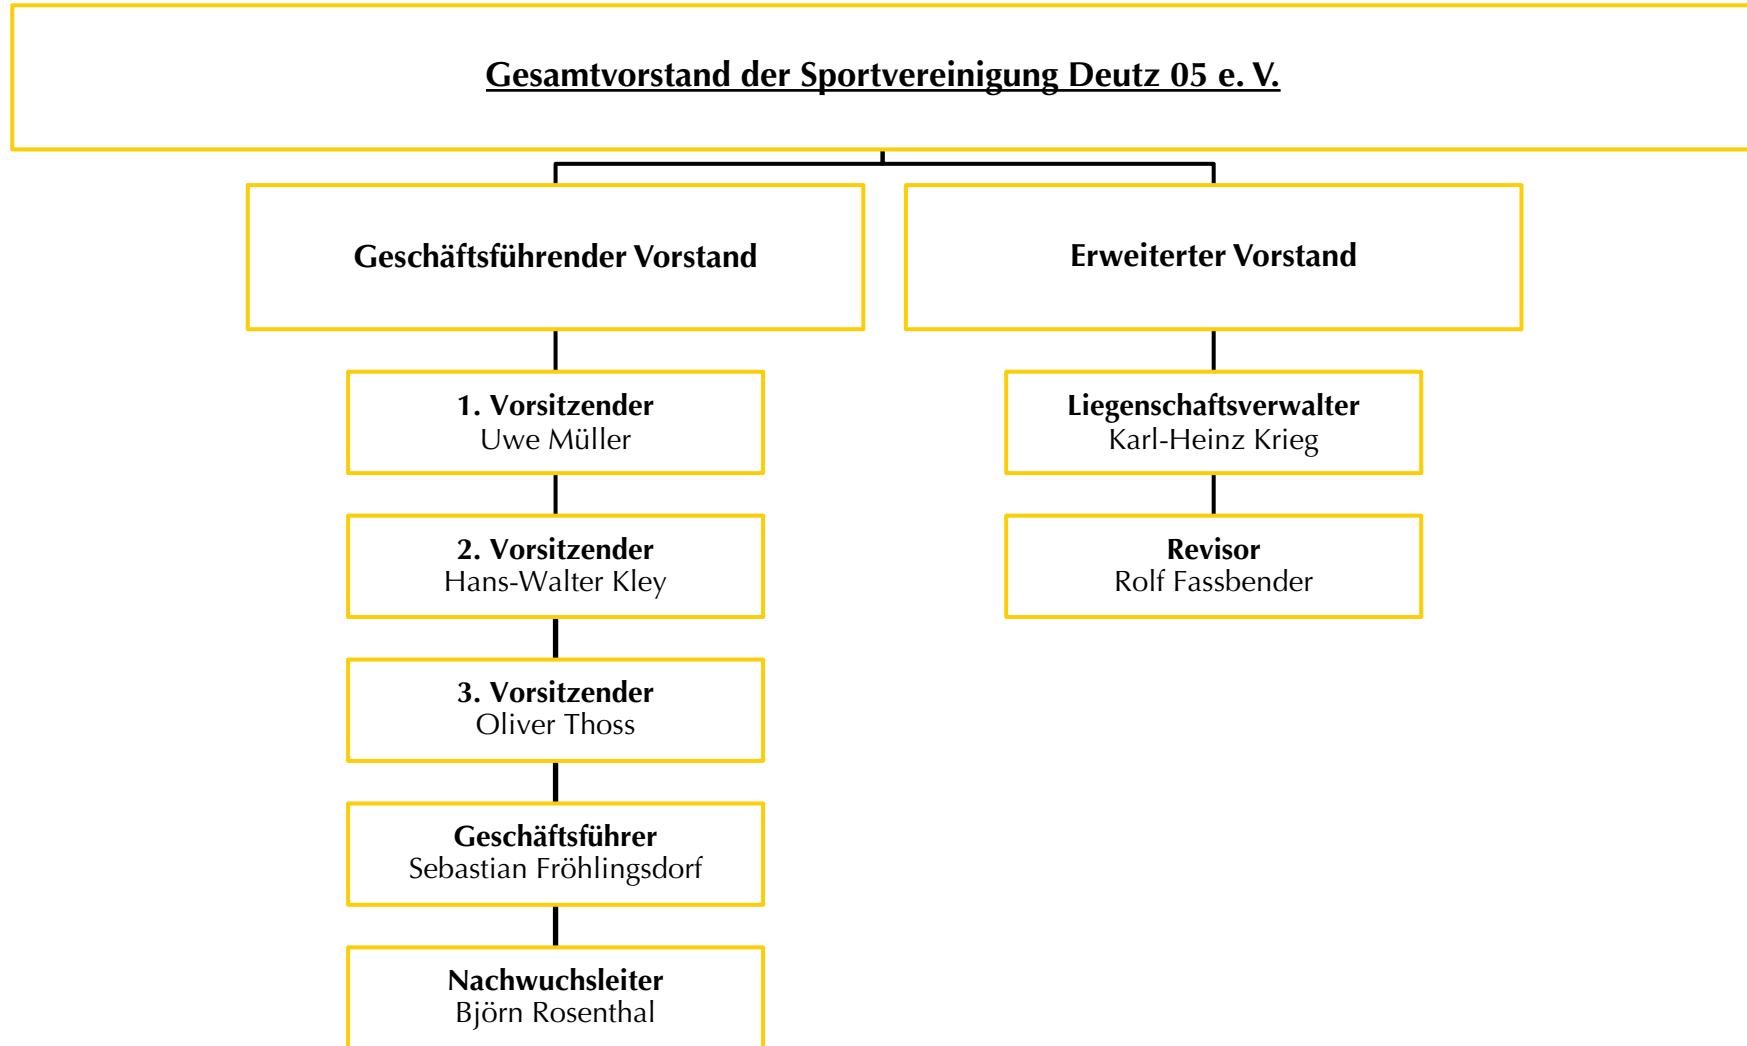 Gesamtvorstand der Sportvereinigung Deutz 05 e. V.
Geschäftsführender Vorstand
Erweiterter Vorstand
1. Vorsitzender
Uwe Müller
Liegenschaftsverwalter
Karl-Heinz Krieg
2. Vorsitzender
Hans-Walter Kley
Revisor
Rolf Fassbender
3. Vorsitzender
Oliver Thoss
Geschäftsführer
Sebastian Fröhlingsdorf
Nachwuchsleiter
Björn Rosenthal